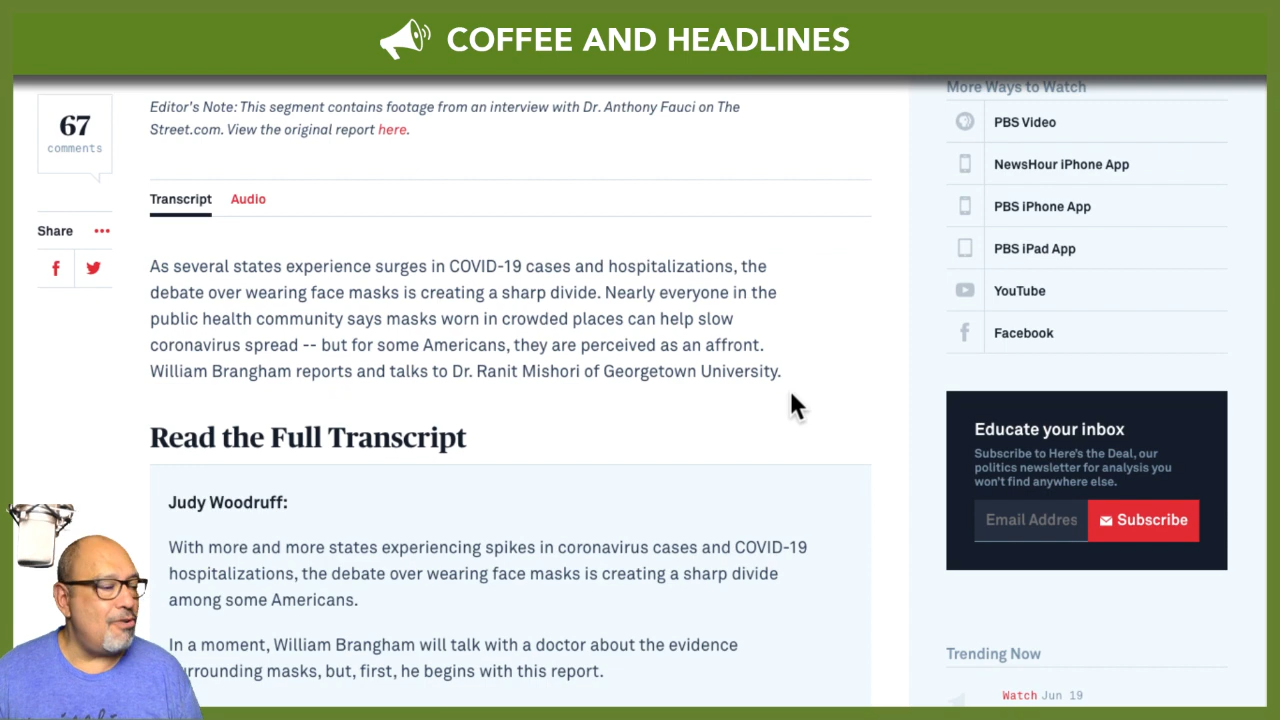 COFFEE AND HEADLINES
67
comments
Share
Editor's Note: This segment contains footage from an interview with Dr. Anthony Fauci on The
Street.com. View the original report here.
Transcript Audio
As several states experience surges in COVID-19 cases and hospitalizations, the
debate over wearing face masks is creating a sharp divide. Nearly everyone in the
public health community says masks worn in crowded places can help slow
coronavirus spread -- but for some Americans, they are perceived as an affront.
William Brangham reports and talks to Dr. Ranit Mishori of Georgetown University.
Read the Full Transcript
Judy Woodruff:
With more and more states experiencing spikes in coronavirus cases and COVID-19
hospitalizations, the debate over wearing face masks is creating a sharp divide
among some Americans.
In a moment, William Brangham will talk with a doctor about the evidence
urrounding masks, but, first, he begins with this report.
More Ways to Watch
PBS Video
NewsHour iPhone App
PBS iPhone App
PBS iPad App
YouTube
Facebook
Educate your inbox
Subscribe to Here's the Deal, our
politics newsletter for analysis you
won't find anywhere else.
Email Addres Subscribe
Trending Now
Watch Jun 19